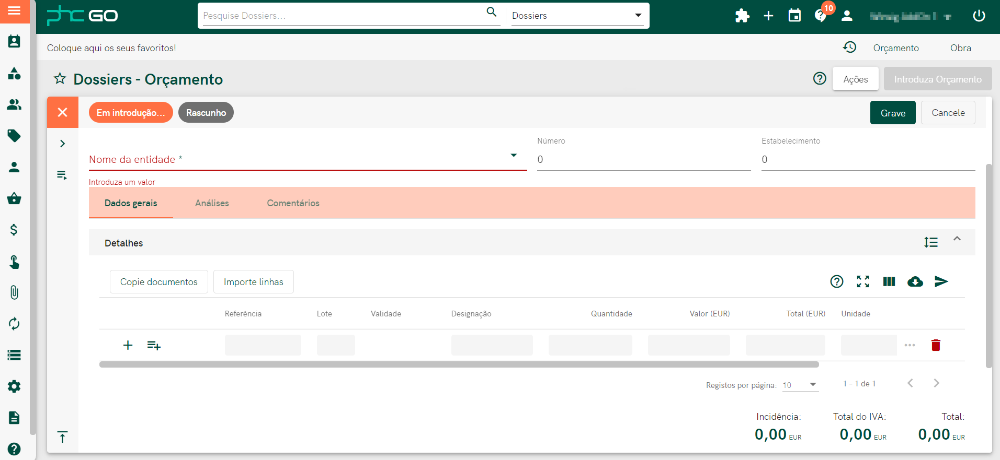 phc GO
Pesquise Dossiers...
Dossiers
10
Coloque aqui os seus favoritos!
Orçamento
Obra
Dossiers - Orçamento
Ações
Introduza Orçamento
Em introdução...
Rascunho
Grave
Cancele
Nome da entidade *
Número
0
Estabelecimento
0
Introduza um valor
Dados gerais
Análises
Comentários
Detalhes
Copie documentos
Importe linhas
Referência
Lote
Validade
Designação
Quantidade
Valor (EUR)
Total (EUR)
Unidade
Registos por página: 10
1 - 1 de 1
Incidência:
Total do IVA:
Total:
0,00 EUR
0,00 EUR
0,00 EUR